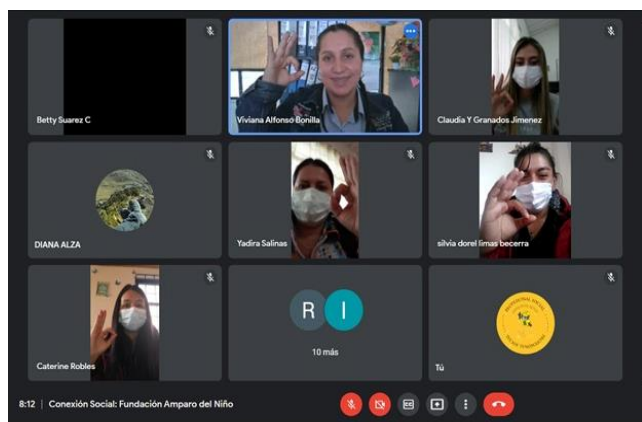 Betty Suarez C
Viviana Alfonso Bonilla
Claudia Y Granados Jimenez
DIANA ALZA
Yadira Salinas
silvia dorel limas becerra
Caterine Robles
R I
10 más
Tú
8:12 | Conexión Social: Fundación Amparo del Niño